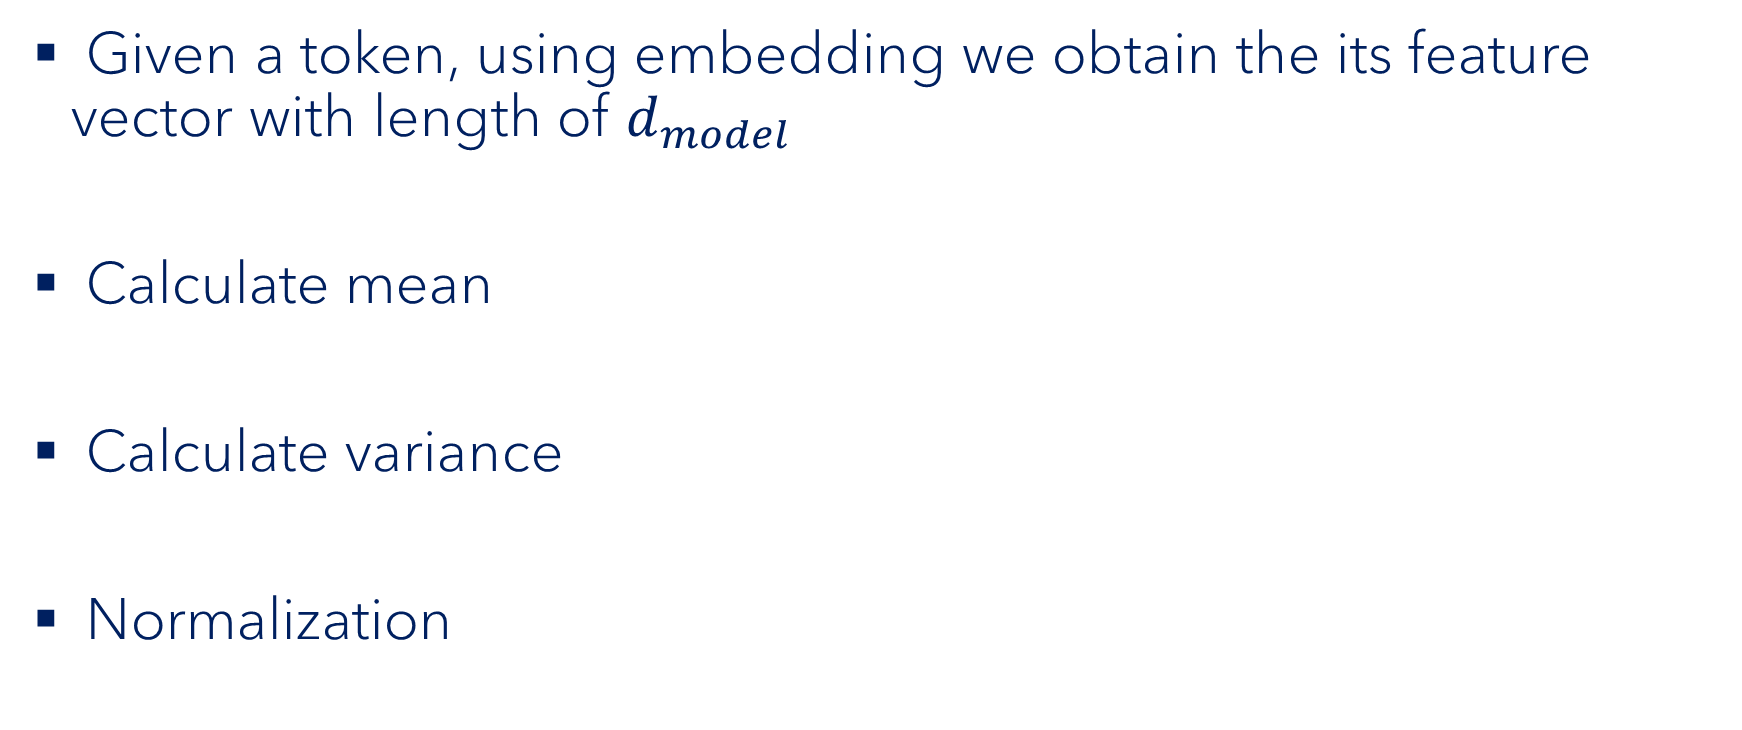 ▪ Given a token, using embedding we obtain the its feature
vector with length of d_model
▪ Calculate mean
▪ Calculate variance
▪ Normalization